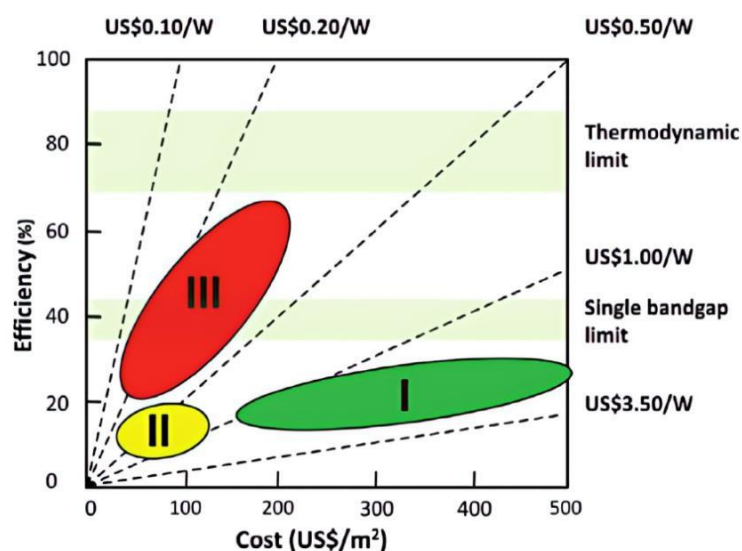 US$0.10/W US$0.20/W US$0.50/W
100
Thermodynamic
limit
80
60
US$1.00/W
III
40
Single bandgap
limit
20
I
US$3.50/W
II
0
0 100 200 300 400 500
Efficiency (%)
Cost (US$/m²)